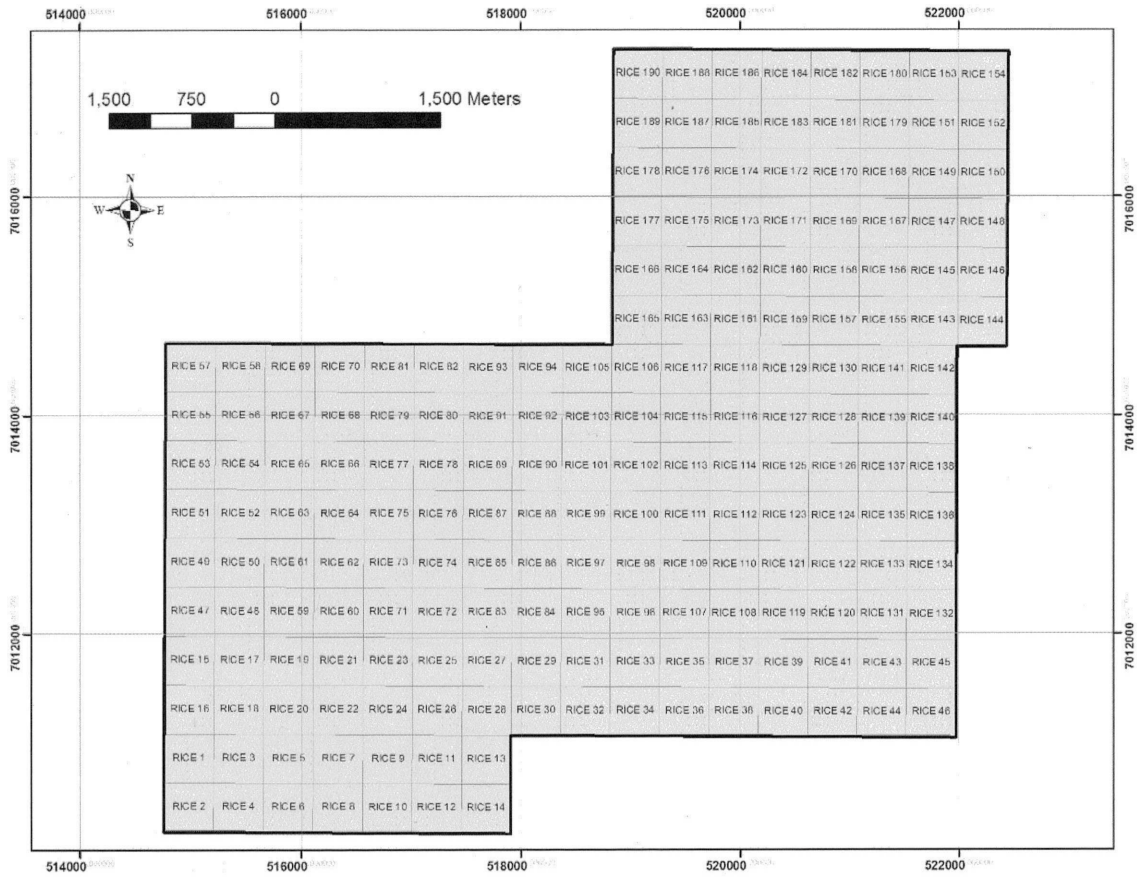 514000 516000 518000 520000 522000
1,500 750 0 1,500 Meters
N
W E
S
RICE 190 RICE 188 RICE 186 RICE 184 RICE 182 RICE 180 RICE 153 RICE 154
RICE 189 RICE 187 RICE 185 RICE 183 RICE 181 RICE 179 RICE 151 RICE 152
RICE 178 RICE 176 RICE 174 RICE 172 RICE 170 RICE 168 RICE 149 RICE 150
7016000 7016000
RICE 177 RICE 175 RICE 173 RICE 171 RICE 169 RICE 167 RICE 147 RICE 148
RICE 166 RICE 164 RICE 162 RICE 160 RICE 158 RICE 156 RICE 145 RICE 146
RICE 165 RICE 163 RICE 161 RICE 159 RICE 157 RICE 155 RICE 143 RICE 144
RICE 57 RICE 58 RICE 69 RICE 70 RICE 81 RICE 82 RICE 93 RICE 94 RICE 105 RICE 106 RICE 117 RICE 118 RICE 129 RICE 130 RICE 141 RICE 142
7014000 7014000
RICE 55 RICE 56 RICE 67 RICE 68 RICE 79 RICE 80 RICE 91 RICE 92 RICE 103 RICE 104 RICE 115 RICE 116 RICE 127 RICE 128 RICE 139 RICE 140
RICE 53 RICE 54 RICE 65 RICE 66 RICE 77 RICE 78 RICE 89 RICE 90 RICE 101 RICE 102 RICE 113 RICE 114 RICE 125 RICE 126 RICE 137 RICE 138
RICE 51 RICE 52 RICE 63 RICE 64 RICE 75 RICE 76 RICE 87 RICE 88 RICE 99 RICE 100 RICE 111 RICE 112 RICE 123 RICE 124 RICE 135 RICE 136
RICE 49 RICE 50 RICE 61 RICE 62 RICE 73 RICE 74 RICE 85 RICE 86 RICE 97 RICE 98 RICE 109 RICE 110 RICE 121 RICE 122 RICE 133 RICE 134
RICE 47 RICE 48 RICE 59 RICE 60 RICE 71 RICE 72 RICE 83 RICE 84 RICE 95 RICE 96 RICE 107 RICE 108 RICE 119 RICE 120 RICE 131 RICE 132
7012000 7012000
RICE 15 RICE 17 RICE 19 RICE 21 RICE 23 RICE 25 RICE 27 RICE 29 RICE 31 RICE 33 RICE 35 RICE 37 RICE 39 RICE 41 RICE 43 RICE 45
RICE 16 RICE 18 RICE 20 RICE 22 RICE 24 RICE 26 RICE 28 RICE 30 RICE 32 RICE 34 RICE 36 RICE 38 RICE 40 RICE 42 RICE 44 RICE 46
RICE 1 RICE 3 RICE 5 RICE 7 RICE 9 RICE 11 RICE 13
RICE 2 RICE 4 RICE 6 RICE 8 RICE 10 RICE 12 RICE 14
514000 516000 518000 520000 522000